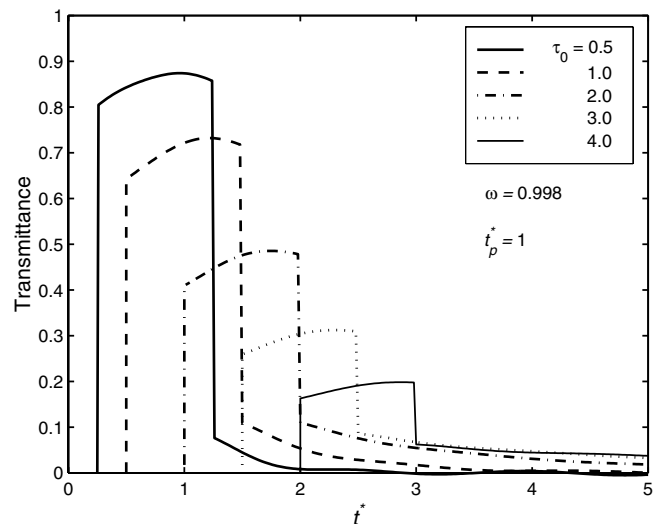 1
0.9
0.8
0.7
0.6
0.5
0.4
0.3
0.2
0.1
0
Transmittance
τ0 = 0.5
1.0
2.0
3.0
4.0
ω = 0.998
t*p = 1
0 1 2 3 4 5
t*